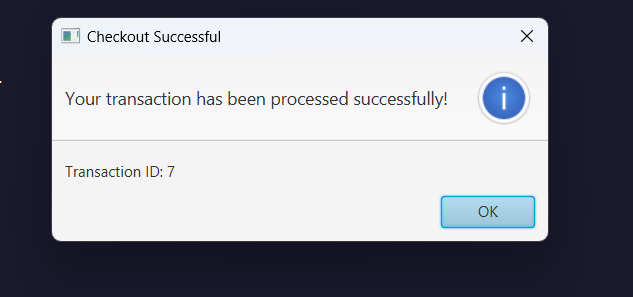 Checkout Successful
Your transaction has been processed successfully!
Transaction ID: 7
OK